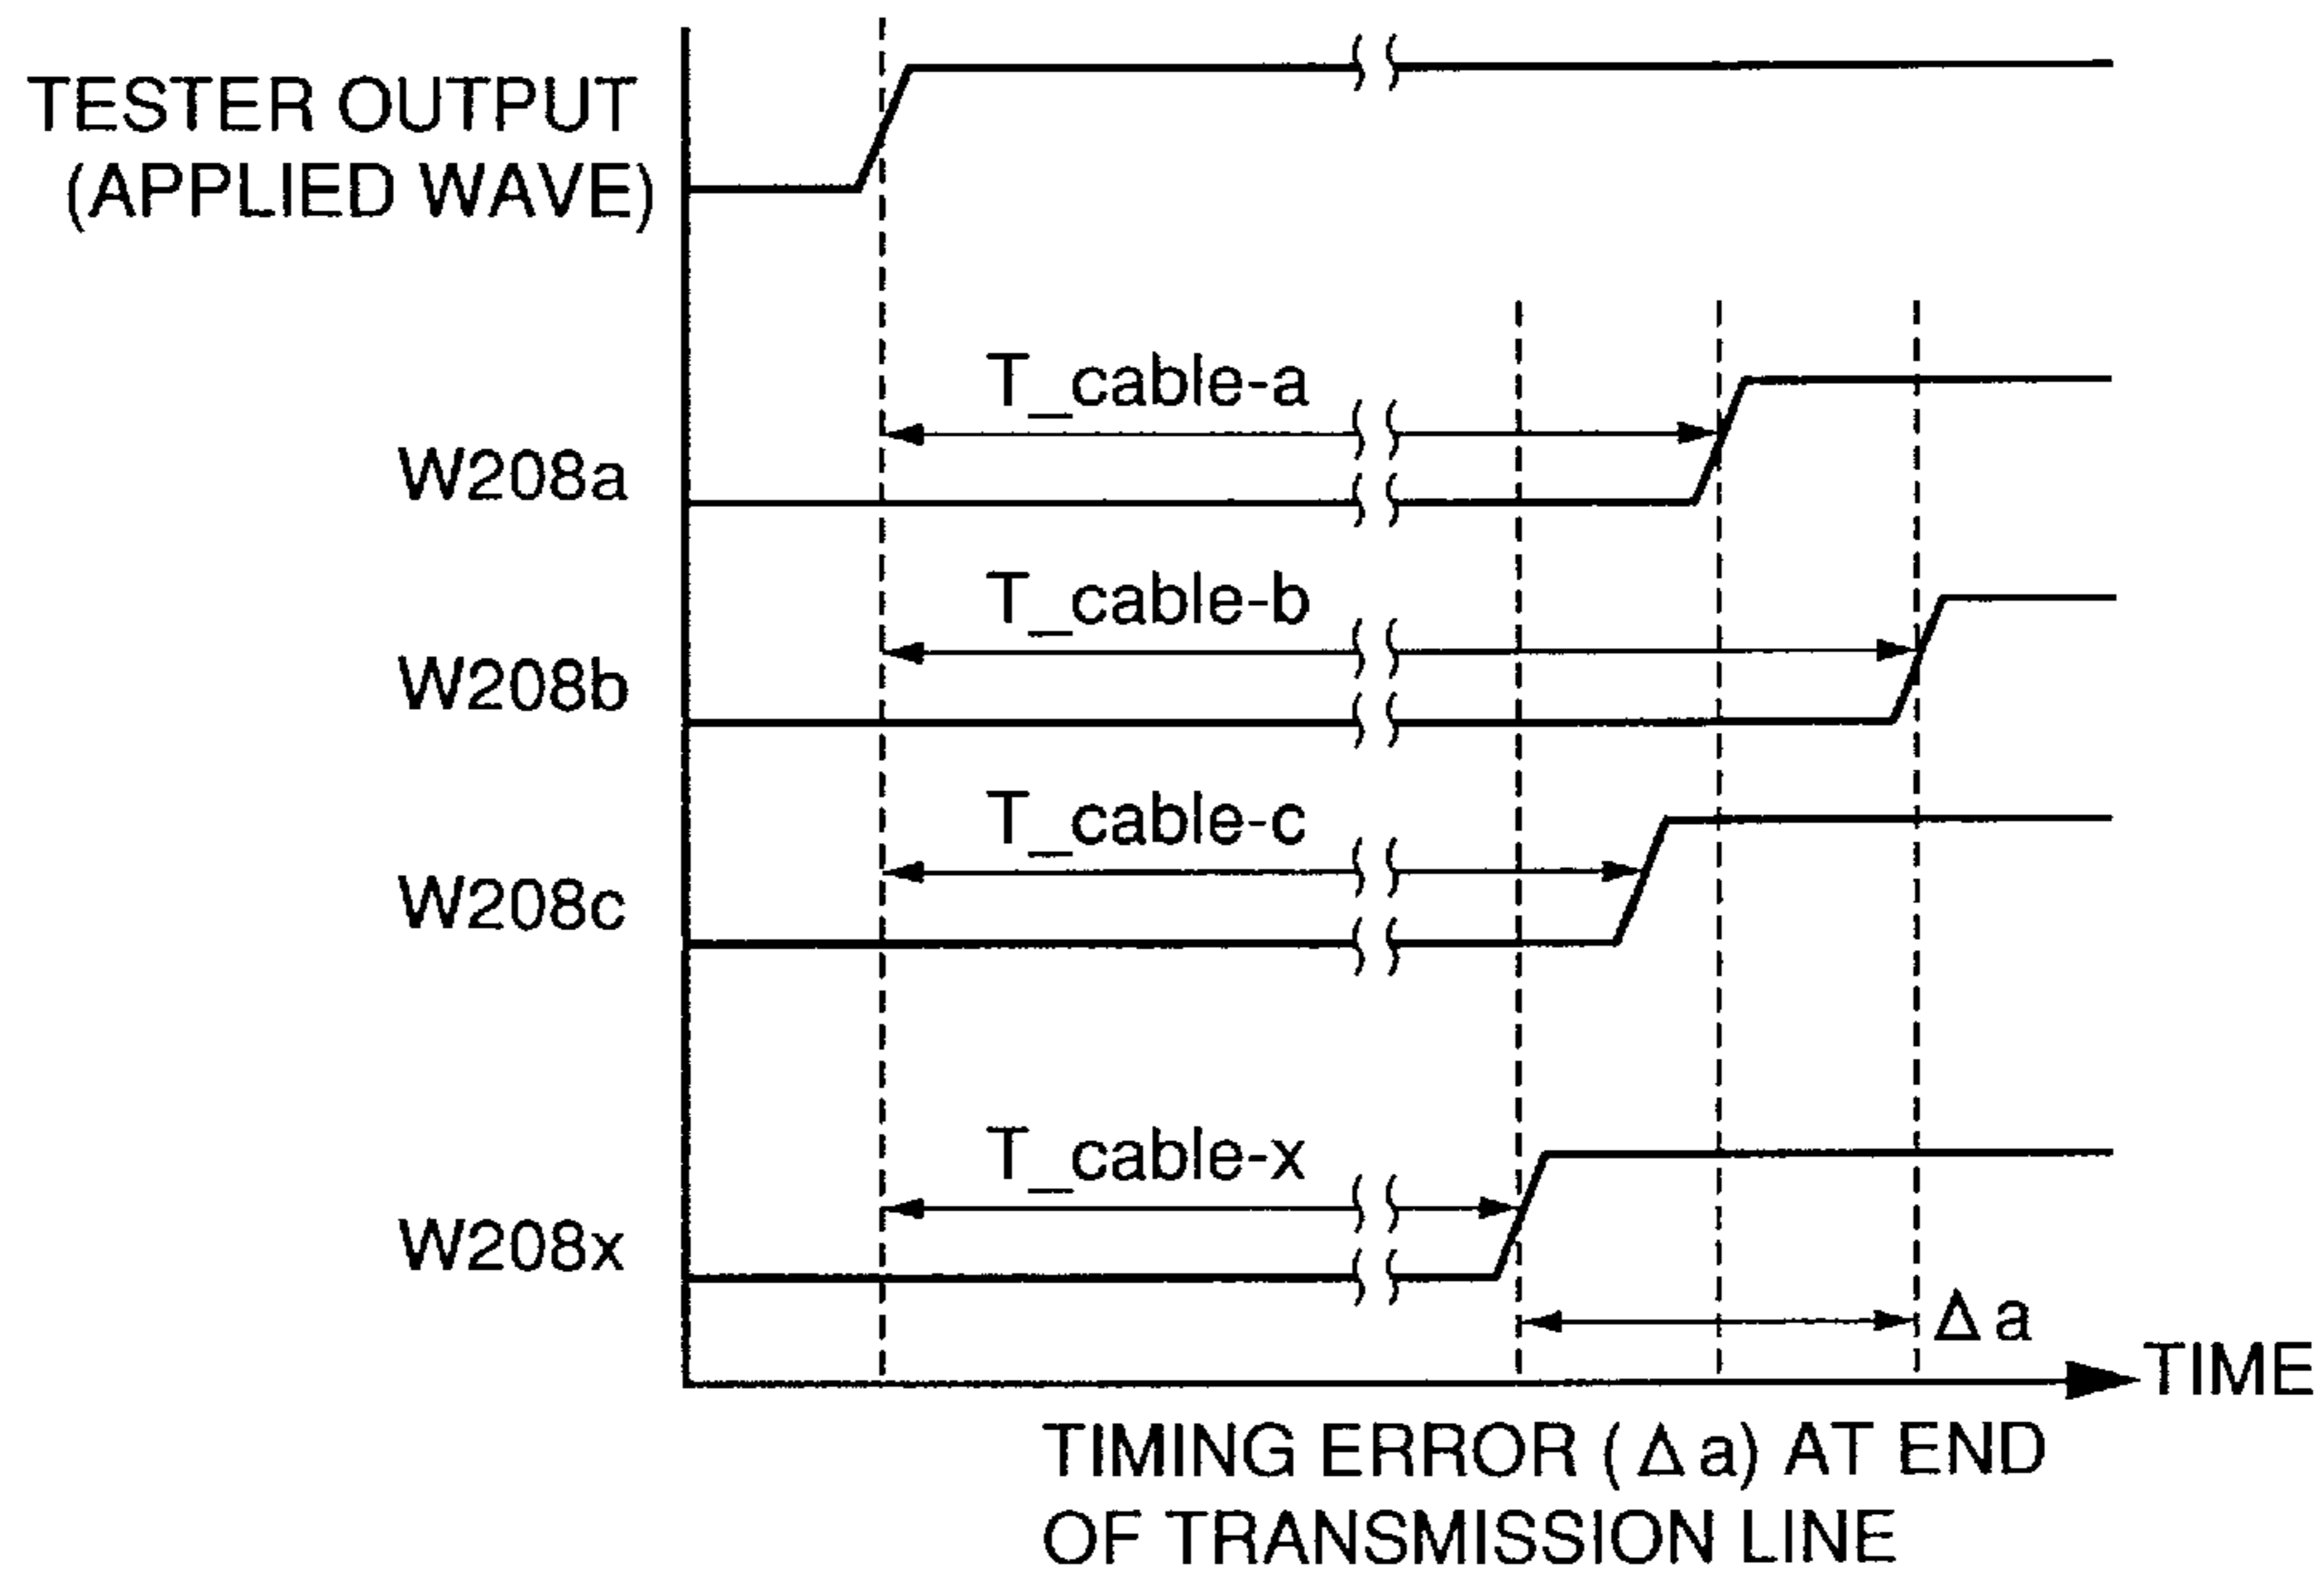 TESTER OUTPUT
(APPLIED WAVE)
T_cable-a
W208a
T_cable-b
W208b
T_cable-c
W208c
T_cable-x
W208x
Δa
TIME
TIMING ERROR (Δa) AT END
OF TRANSMISSION LINE